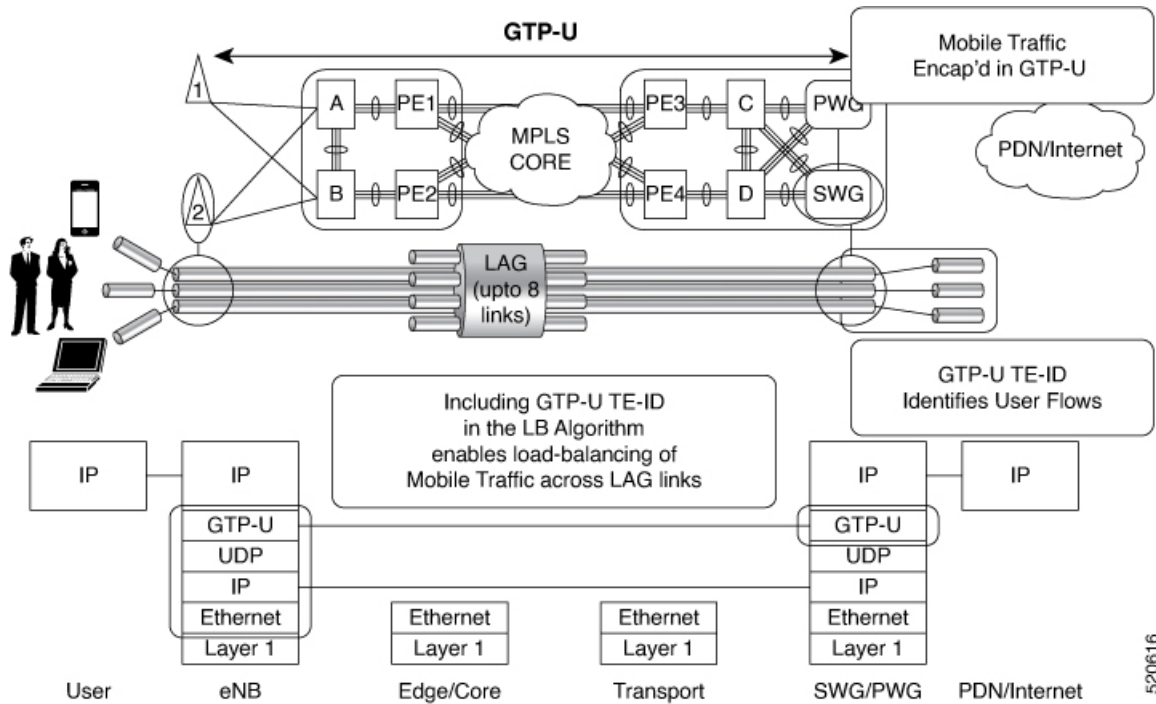 GTP-U
Mobile Traffic
Encap'd in GTP-U
1
A
PE1
PE3
C
PWG
MPLS
CORE
PDN/Internet
2
B
PE2
PE4
D
SWG
LAG
(upto 8
links)
GTP-U TE-ID
Identifies User Flows
Including GTP-U TE-ID
in the LB Algorithm
enables load-balancing of
Mobile Traffic across LAG links
IP
IP
IP
IP
GTP-U
GTP-U
UDP
UDP
IP
IP
Ethernet
Ethernet
Ethernet
Ethernet
Layer 1
Layer 1
Layer 1
Layer 1
User
eNB
Edge/Core
Transport
SWG/PWG
PDN/Internet
520616